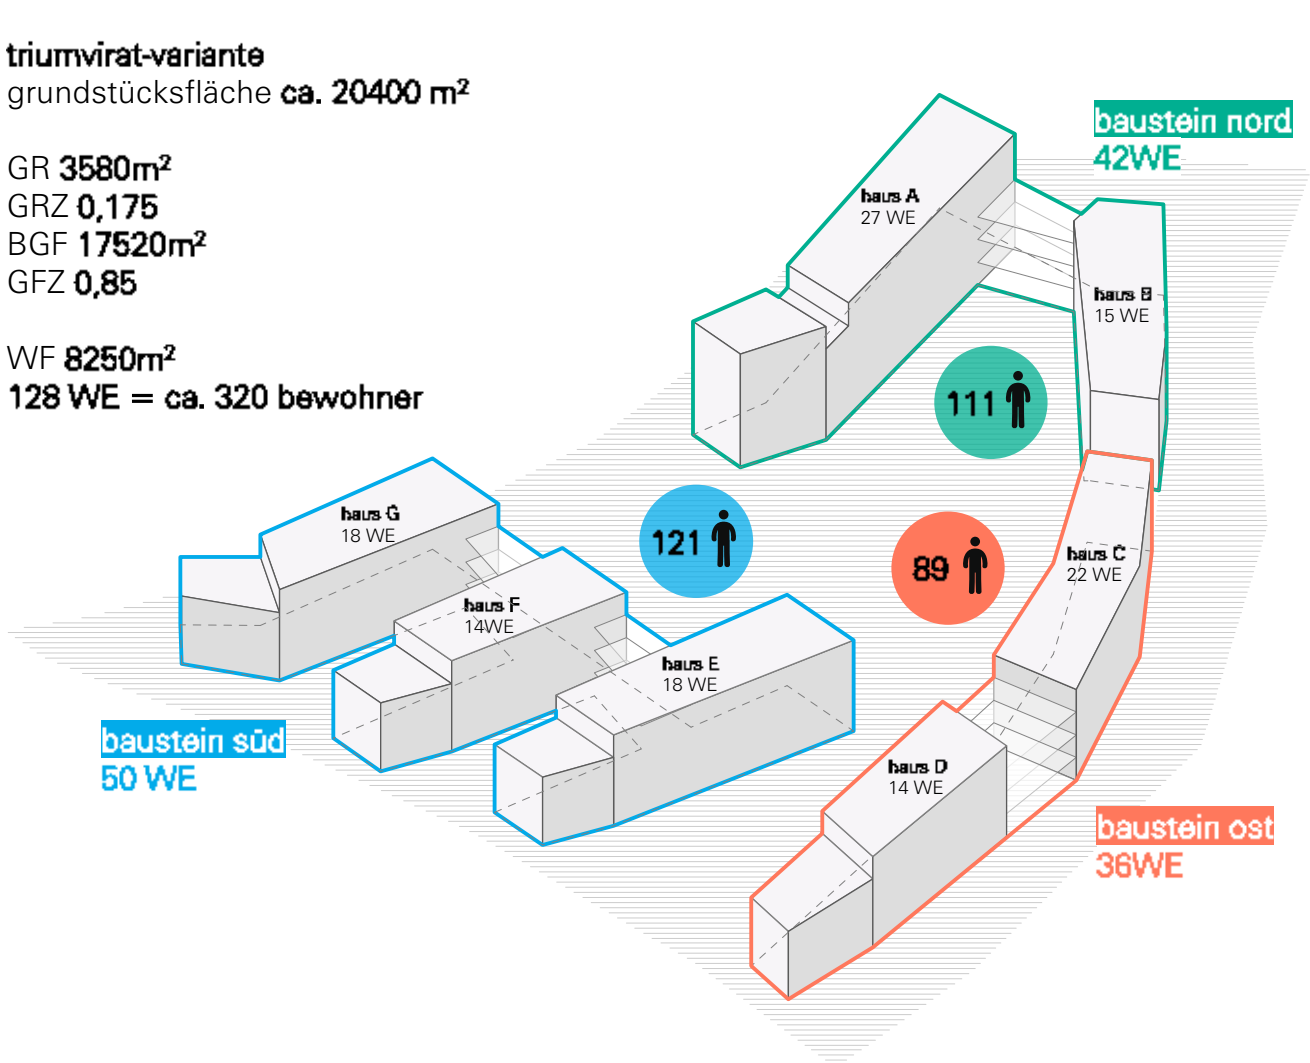 triumvirat-variante
grundstücksfläche ca. 20400 m²
GR 3580m²
GRZ 0,175
BGF 17520m²
GFZ 0,85
WF 8250m²
128 WE = ca. 320 bewohner
baustein nord
42WE
haus A
27 WE
haus B
15 WE
111
haus G
18 WE
121
89
haus C
22 WE
haus F
14WE
haus E
18 WE
baustein süd
50 WE
haus D
14 WE
baustein ost
36WE